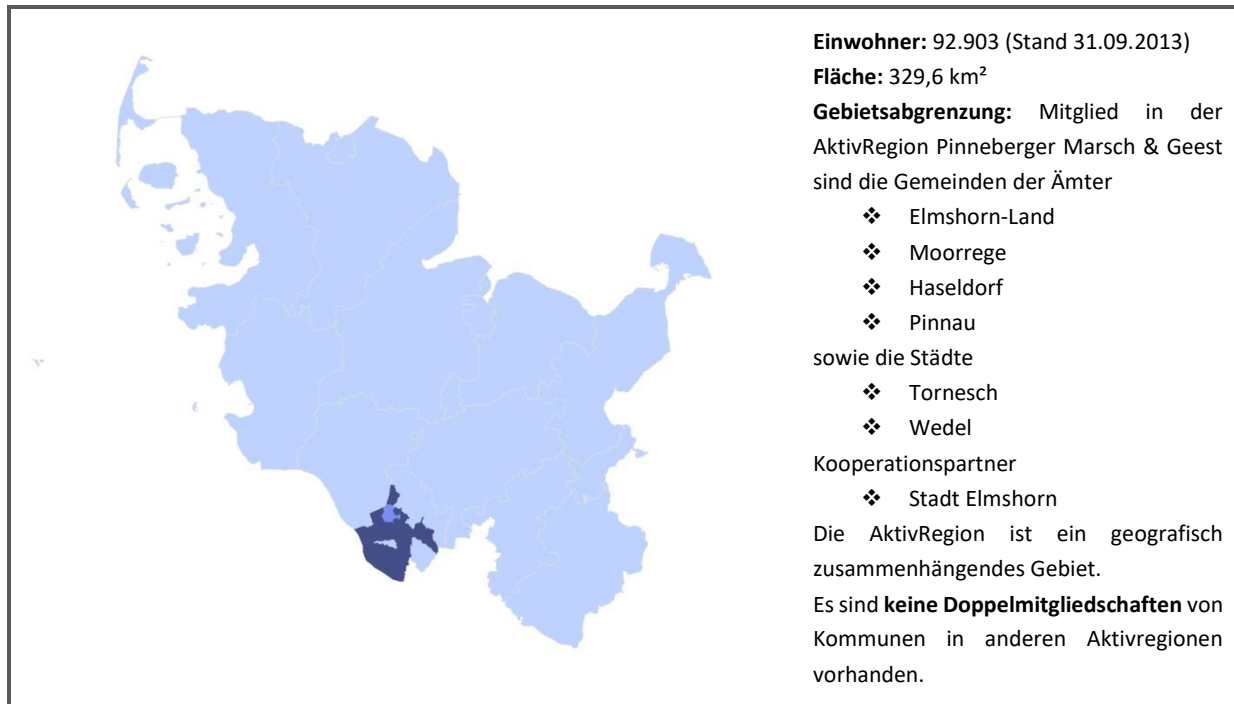 Einwohner: 92.903 (Stand 31.09.2013)
Fläche: 329,6 km²
Gebietsabgrenzung: Mitglied in der
AktivRegion Pinneberger Marsch & Geest
sind die Gemeinden der Ämter
❖ Elmshorn-Land
❖ Moorrege
❖ Haseldorf
❖ Pinnau
sowie die Städte
❖ Tornesch
❖ Wedel
Kooperationspartner
❖ Stadt Elmshorn
Die AktivRegion ist ein geografisch
zusammenhängendes Gebiet.
Es sind keine Doppelmitgliedschaften von
Kommunen in anderen Aktivregionen
vorhanden.